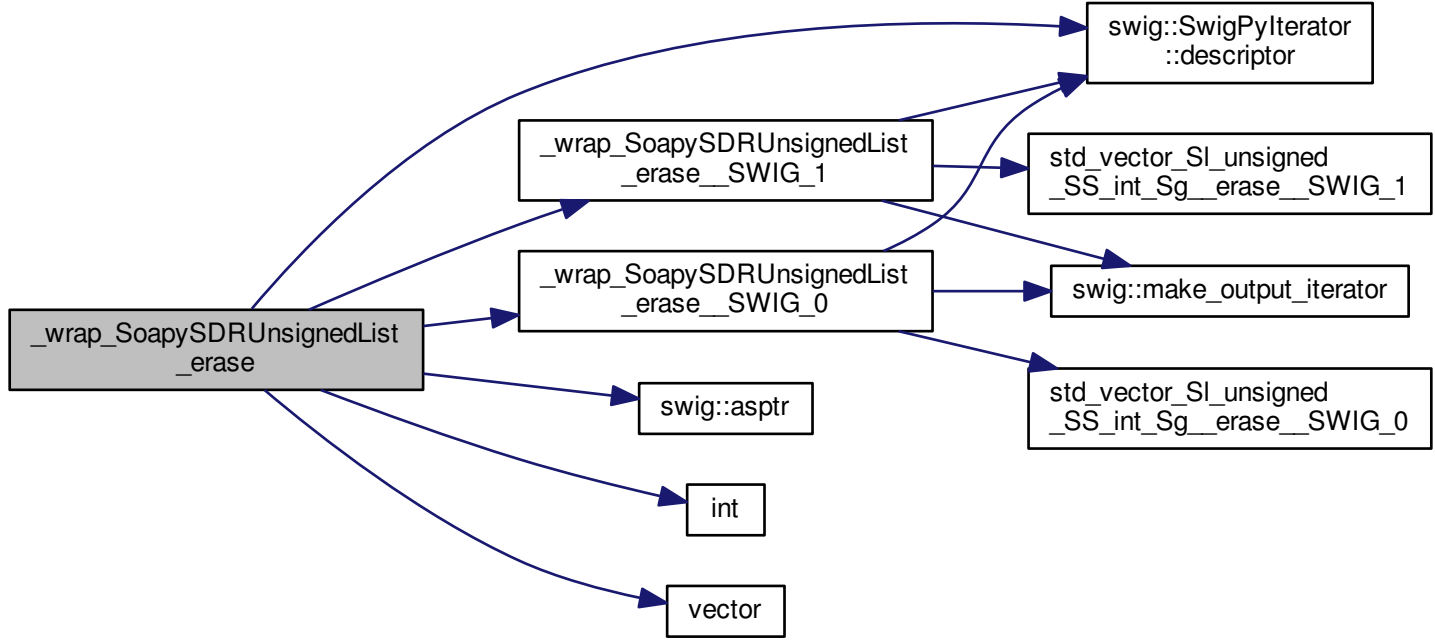 _wrap_SoapySDRUnsignedList
_erase
_wrap_SoapySDRUnsignedList
_erase__SWIG_1
_wrap_SoapySDRUnsignedList
_erase__SWIG_0
swig::asptr
int
vector
swig::SwigPyIterator
::descriptor
std_vector_Sl_unsigned
_SS_int_Sg__erase__SWIG_1
swig::make_output_iterator
std_vector_Sl_unsigned
_SS_int_Sg__erase__SWIG_0